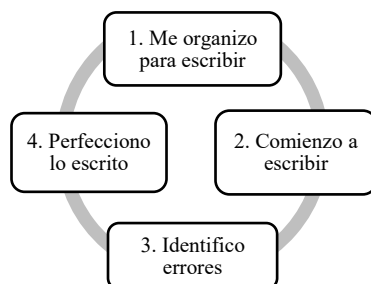 1. Me organizo
para escribir
2. Comienzo a
escribir
3. Identifico
errores
4. Perfecciono
lo escrito